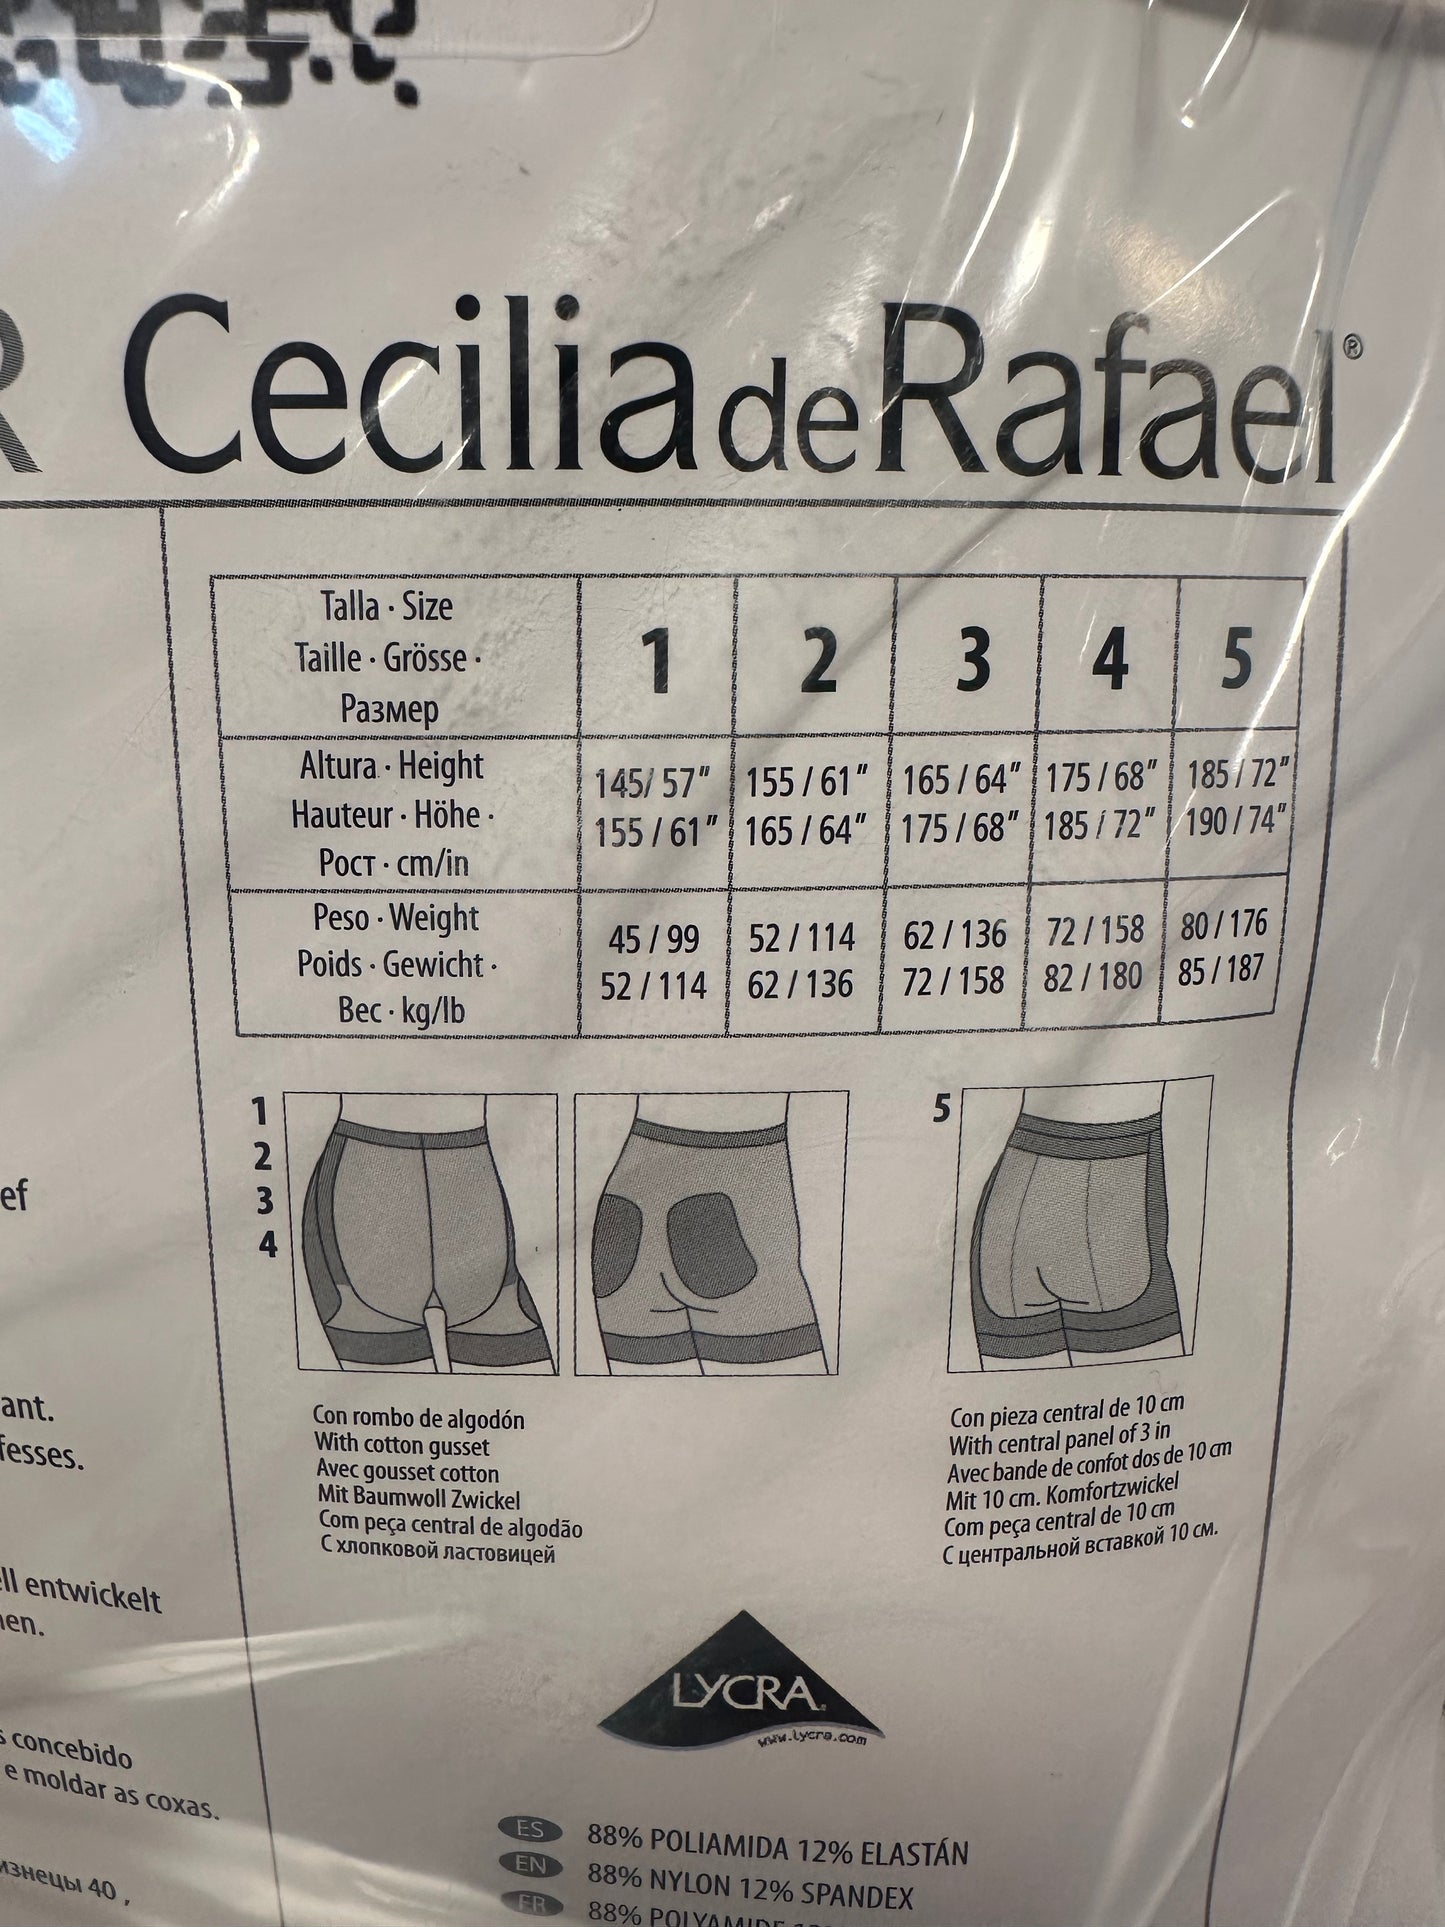 R Cecilia de Rafael®
Talla · Size
Taille · Grösse ·
Размер
1 2 3 4 5
Altura · Height
Hauteur · Höhe ·
Рост · cm/in
145/ 57" 155 / 61" 165 / 64" 175 / 68" 185 / 72"
155 / 61" 165 / 64" 175 / 68" 185 / 72" 190 / 74"
Peso · Weight
Poids · Gewicht ·
Вес · kg/lb
45 / 99 52 / 114 62 / 136 72 / 158 80 / 176
52 / 114 62 / 136 72 / 158 82 / 180 85 / 187
1
2
3
4
5
Con rombo de algodón
With cotton gusset
Avec gousset cotton
Mit Baumwoll Zwickel
Com peça central de algodão
С хлопковой ластовицей
Con pieza central de 10 cm
With central panel of 3 in
Avec bande de confot dos de 10 cm
Mit 10 cm. Komfortzwickel
Com peça central de 10 cm
С центральной вставкой 10 см.
LYCRA
www.lycra.com
ES 88% POLIAMIDA 12% ELASTÁN
EN 88% NYLON 12% SPANDEX
FR 88% POLYAMIDE
ef
ant.
fesses.
ll entwickelt
nen.
s concebido
e moldar as coxas.
изнецы 40 ,